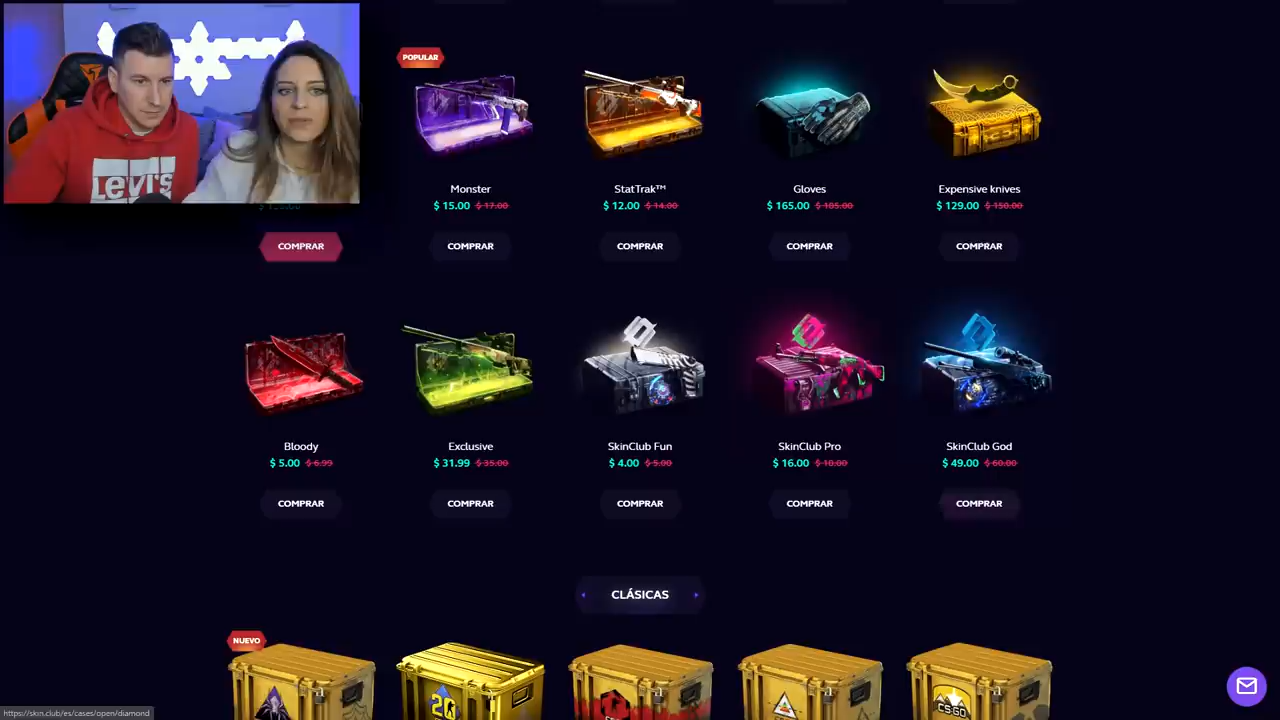 LEVI'S
POPULAR
Monster
StatTrak™
Gloves
Expensive knives
$ 15.00 $ 17.00
$ 12.00 $ 14.00
$ 165.00 $ 185.00
$ 129.00 $ 150.00
COMPRAR
COMPRAR
COMPRAR
COMPRAR
COMPRAR
Bloody
Exclusive
SkinClub Fun
SkinClub Pro
SkinClub God
$ 5.00 $ 6.99
$ 31.99 $ 35.00
$ 4.00 $ 5.00
$ 16.00 $ 18.00
$ 49.00 $ 60.00
COMPRAR
COMPRAR
COMPRAR
COMPRAR
COMPRAR
CLÁSICAS
NUEVO
CS:GO
https://skin.club/es/cases/open/diamond